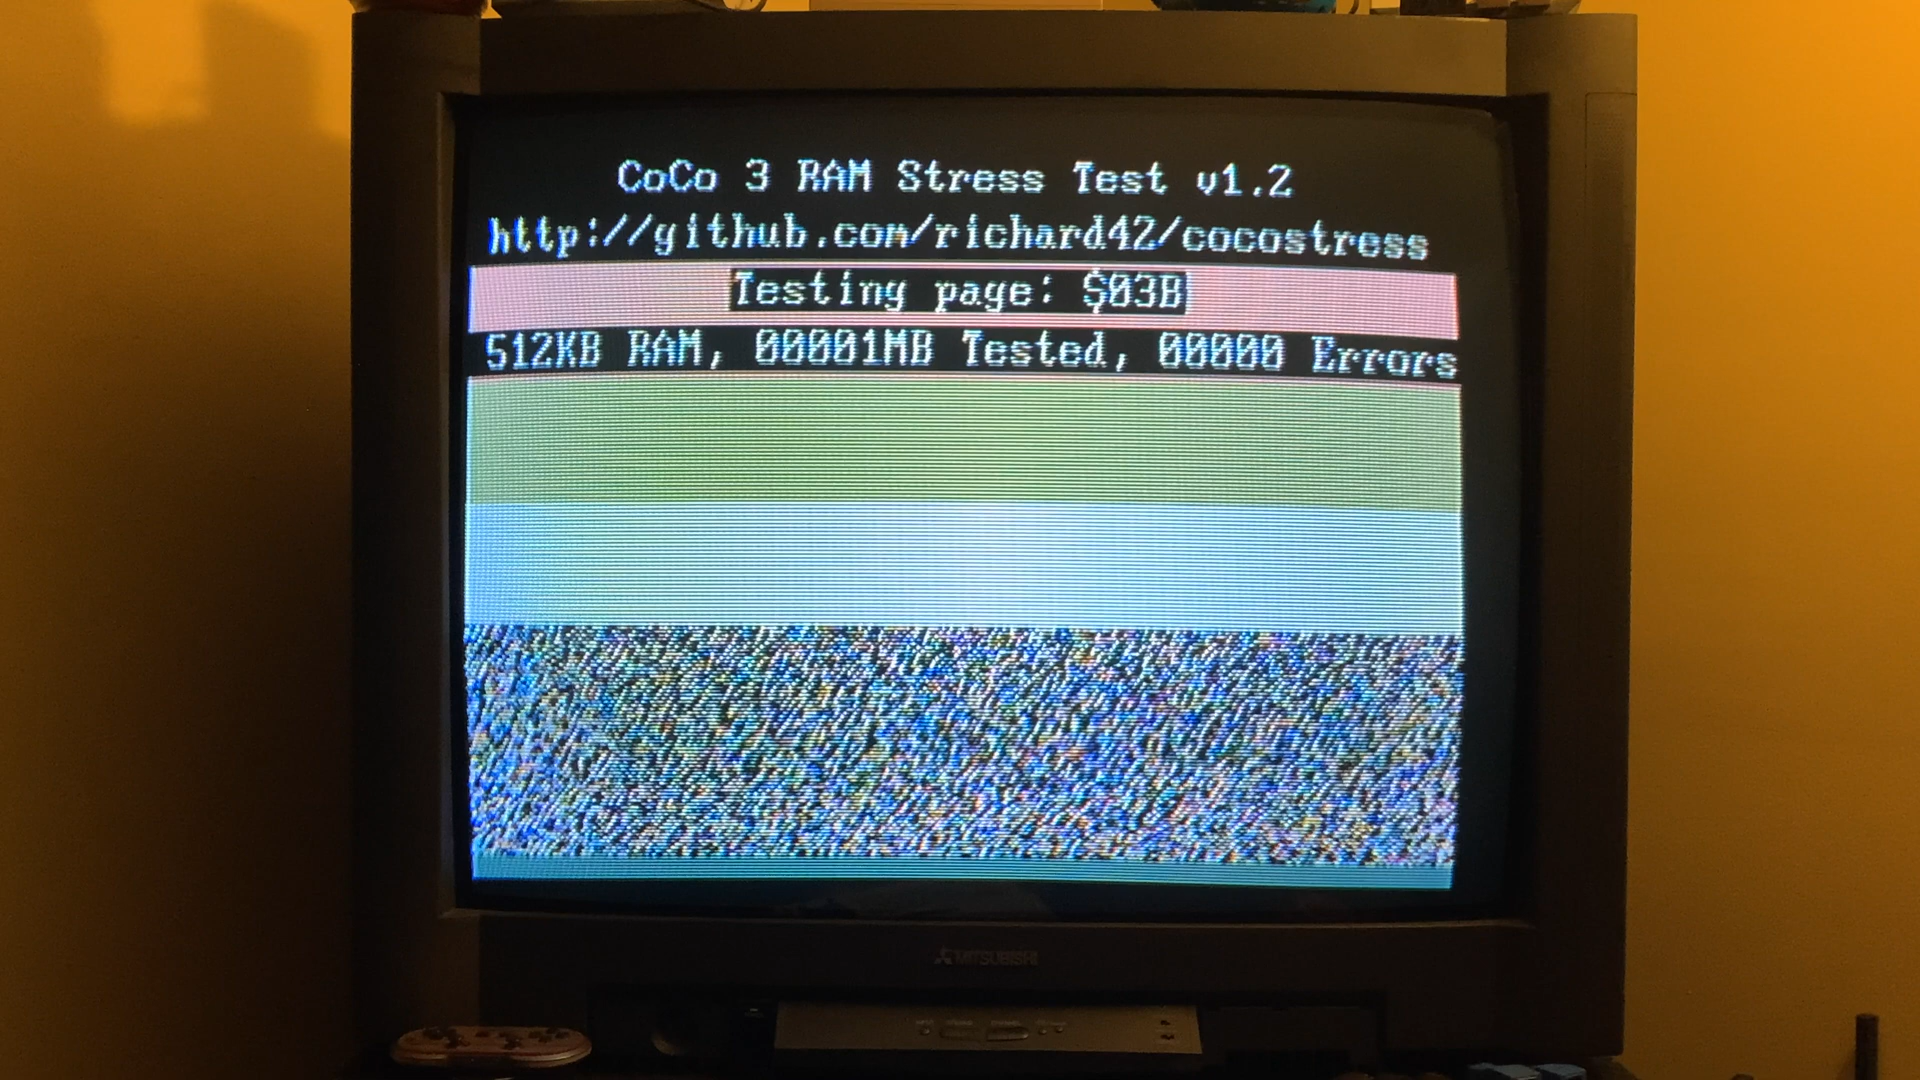 CoCo 3 RAM Stress Test v1.2
http://github.com/richard42/cocostress
Testing page: $03B
512KB RAM, 00001MB Tested, 00000 Errors
MITSUBISHI